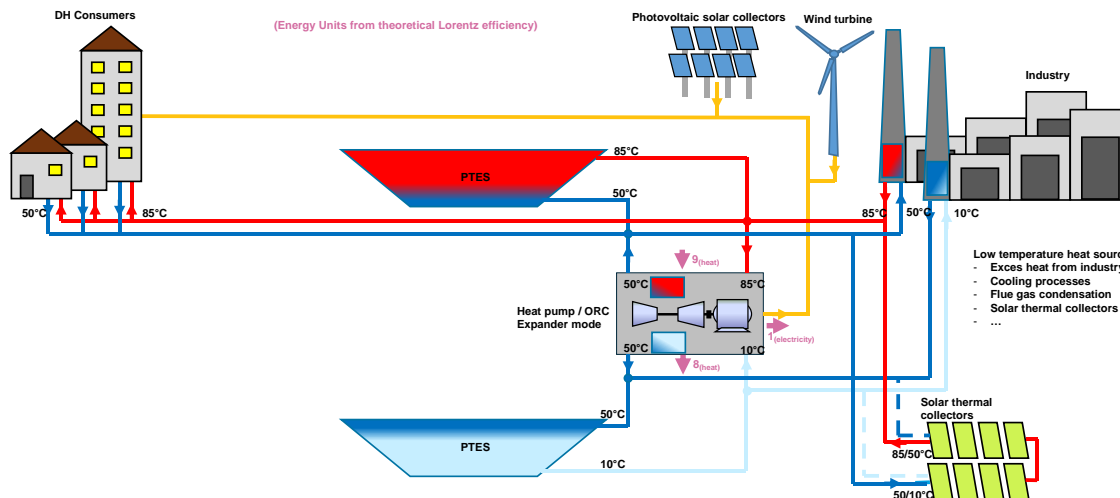 DH Consumers
(Energy Units from theoretical Lorentz efficiency)
Photovoltaic solar collectors
Wind turbine
Industry
85°C
PTES
50°C
50°C
85°C
85°C
50°C
10°C
9(heat)
50°C
85°C
Heat pump / ORC
Expander mode
1(electricity)
50°C
10°C
8(heat)
Low temperature heat sourc
- Exces heat from industry
- Cooling processes
- Flue gas condensation
- Solar thermal collectors
- ...
50°C
PTES
10°C
Solar thermal
collectors
85/50°C
50/10°C